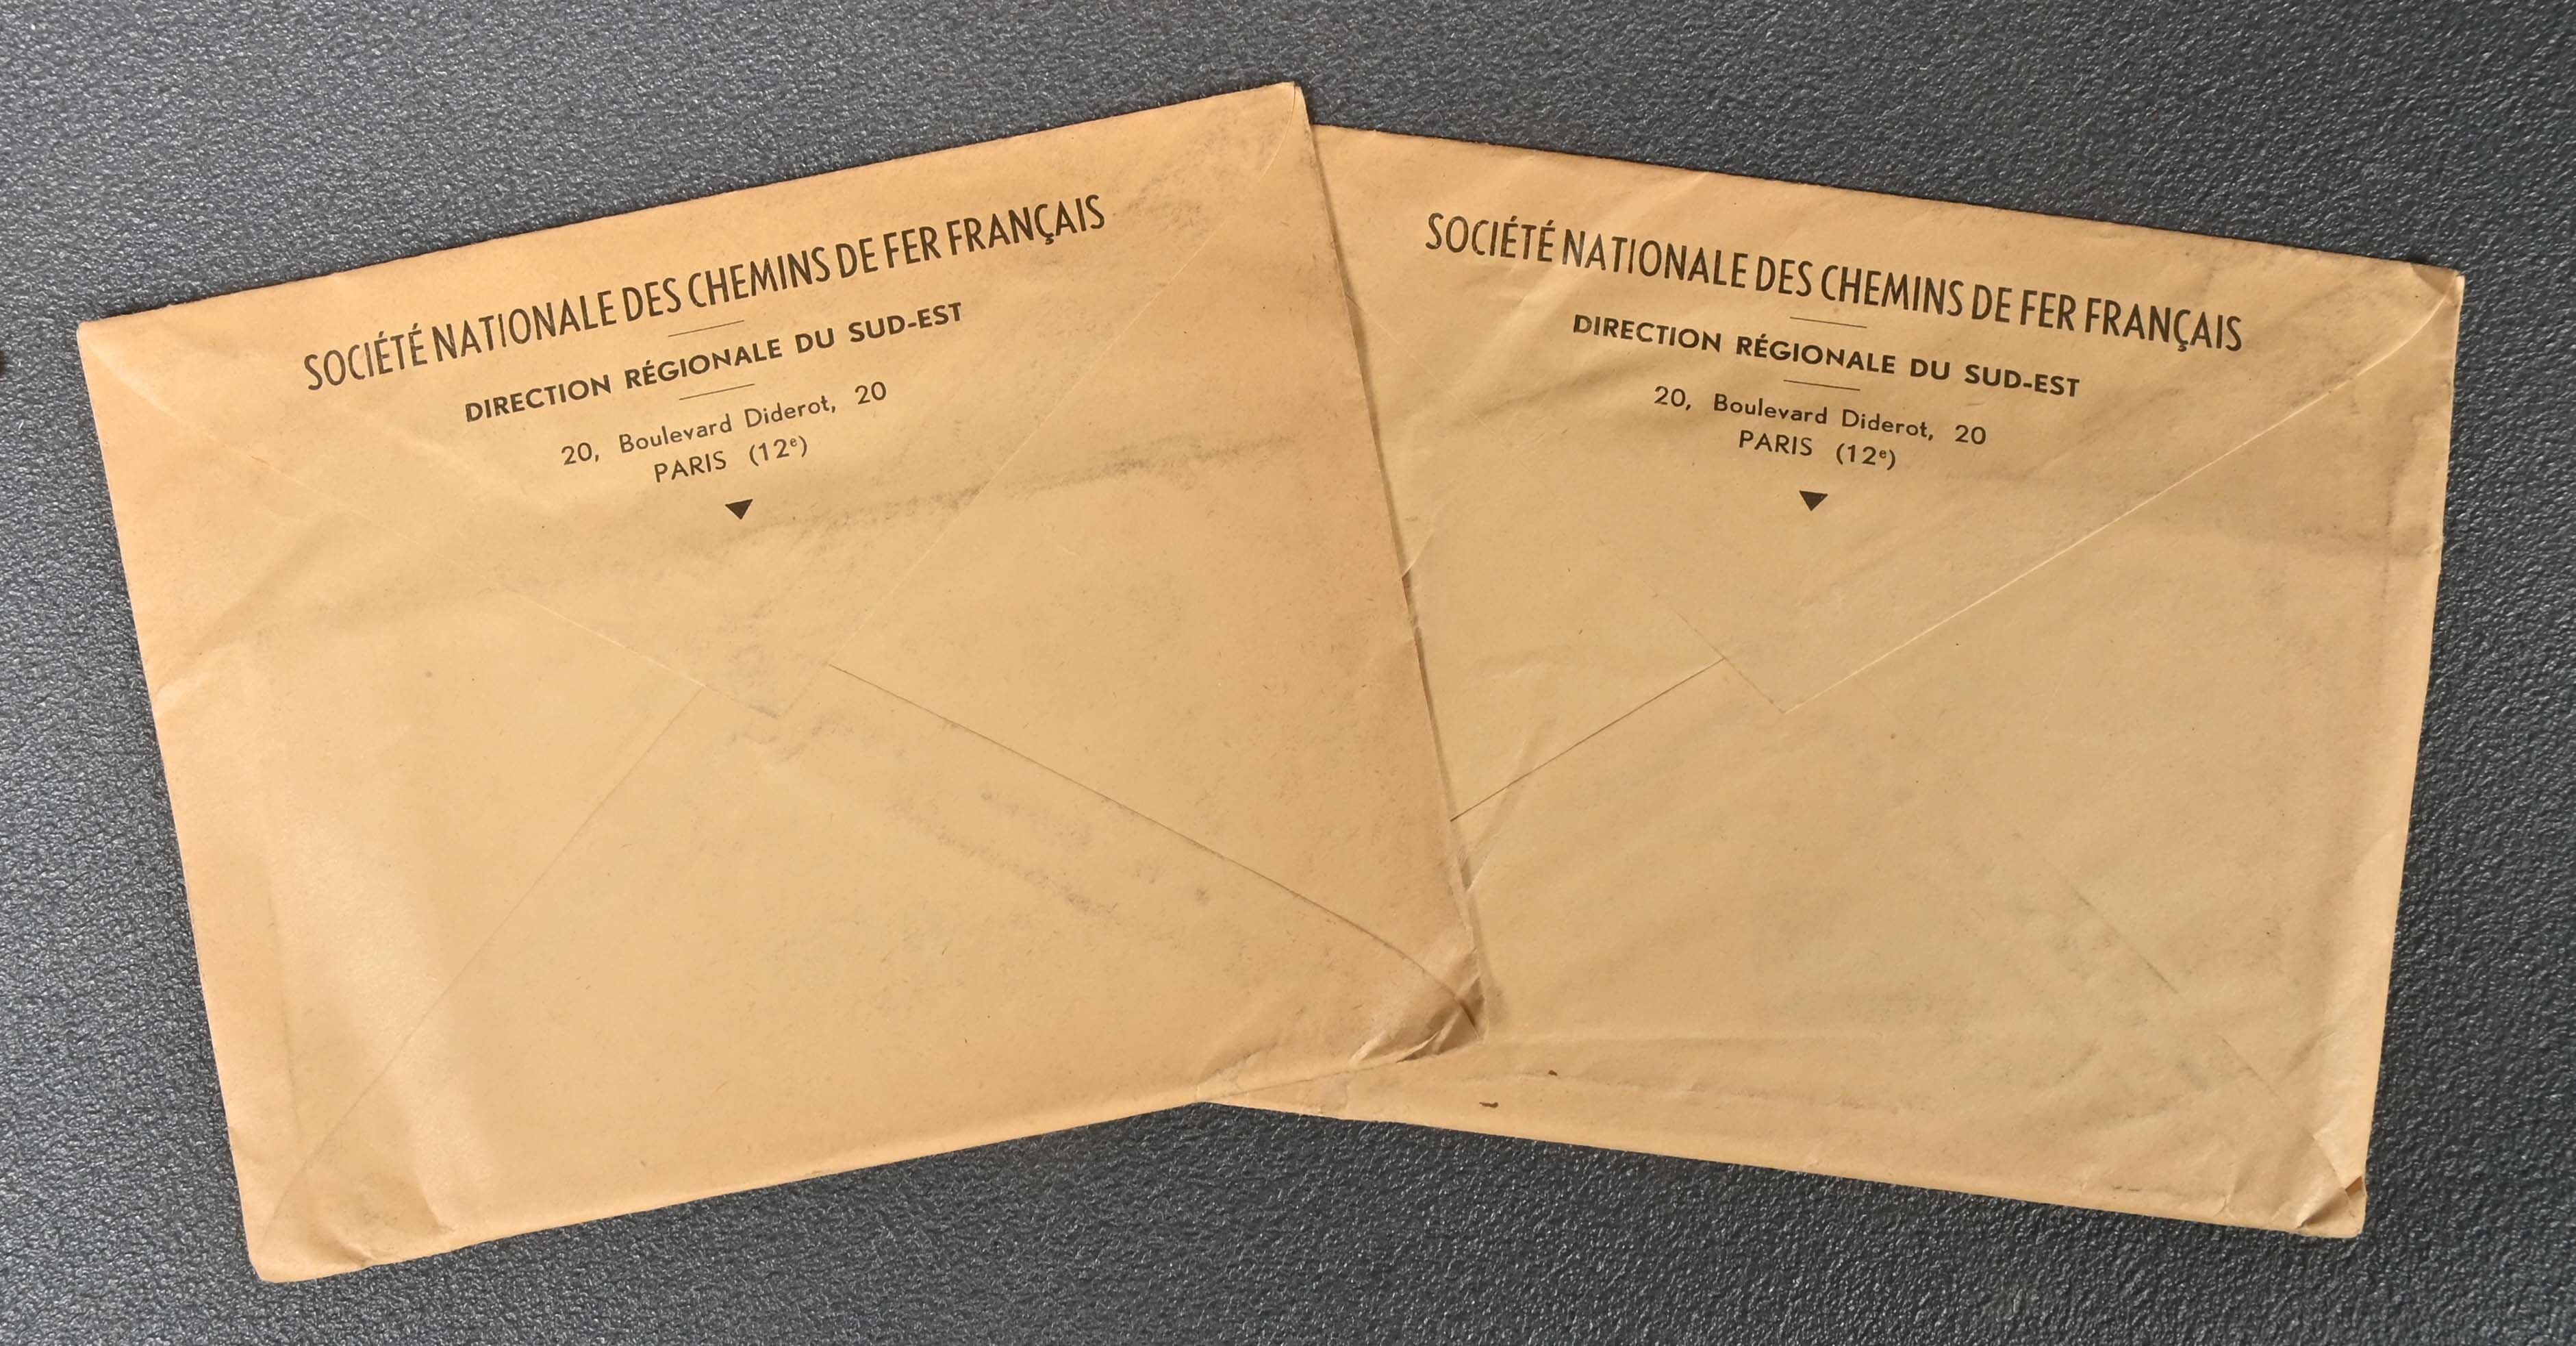 SOCIÉTÉ NATIONALE DES CHEMINS DE FER FRANÇAIS
DIRECTION RÉGIONALE DU SUD-EST
20, Boulevard Diderot, 20
PARIS (12e)
SOCIÉTÉ NATIONALE DES CHEMINS DE FER FRANÇAIS
DIRECTION RÉGIONALE DU SUD-EST
20, Boulevard Diderot, 20
PARIS (12e)